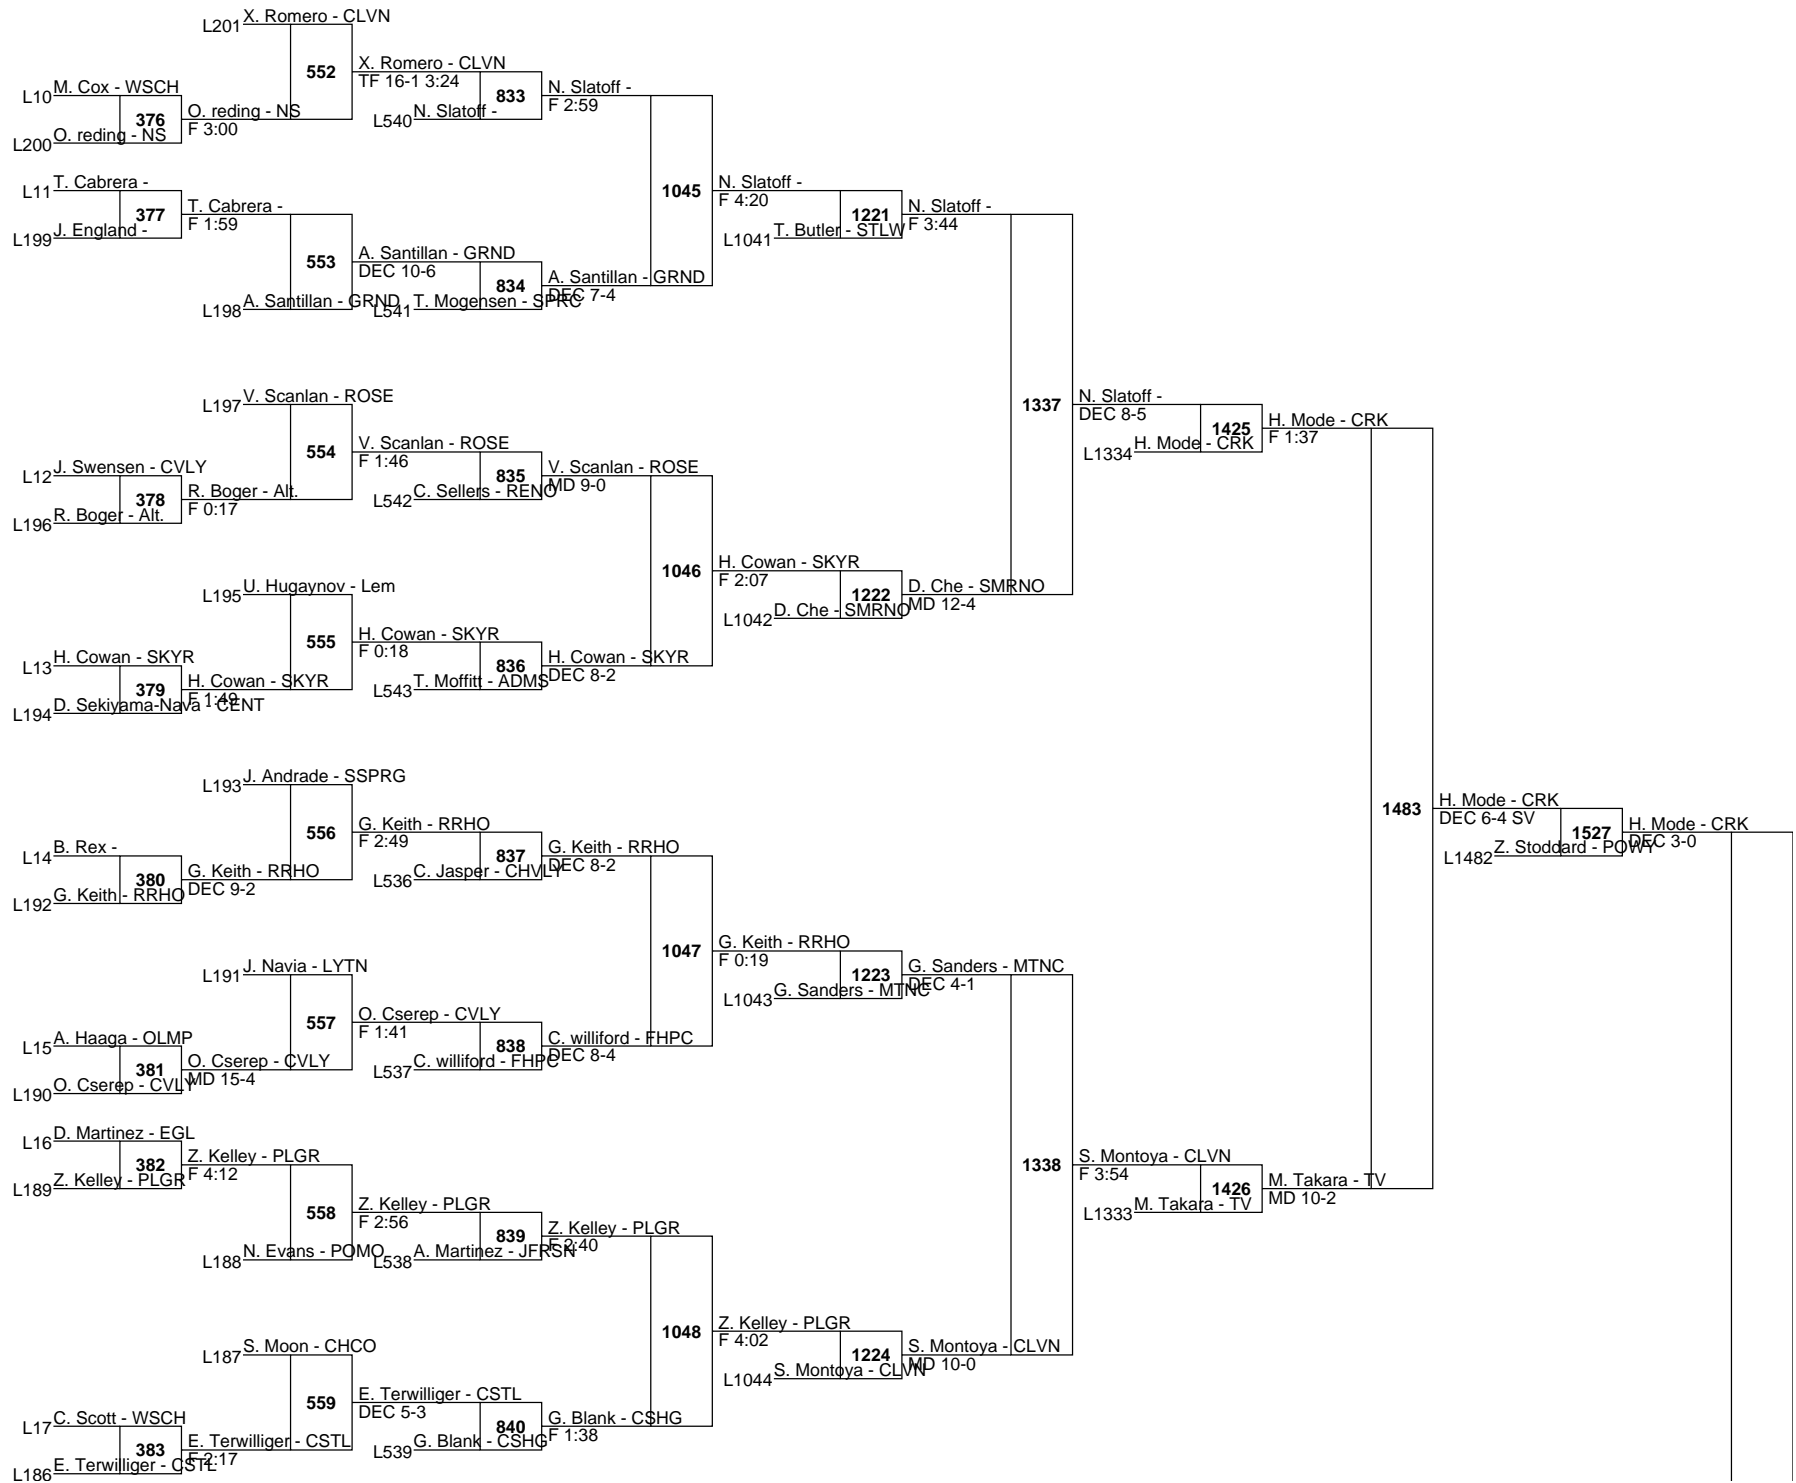 X. Romero - CLVN
L201
552
X. Romero - CLVN
TF 16-1 3:24
M. Cox - WSCH
L10
376
O. reding - NS
F 3:00
O. reding - NS
L200
833
N. Slatoff -
L540
N. Slatoff -
F 2:59
T. Cabrera -
L11
377
T. Cabrera -
F 1:59
J. England -
L199
553
A. Santillan - GRND
DEC 10-6
A. Santillan - GRND
L198
834
T. Mogensen - SPRC
L541
A. Santillan - GRND
DEC 7-4
1045
N. Slatoff -
F 4:20
1221
T. Butler - STLW
L1041
N. Slatoff -
F 3:44
V. Scanlan - ROSE
L197
554
V. Scanlan - ROSE
F 1:46
J. Swensen - CVLY
L12
378
R. Boger - Alt.
F 0:17
R. Boger - Alt.
L196
835
C. Sellers - RENO
L542
V. Scanlan - ROSE
MD 9-0
U. Hugaynov - Lem
L195
555
H. Cowan - SKYR
F 0:18
H. Cowan - SKYR
L13
379
H. Cowan - SKYR
F 1:49
D. Sekiyama-Nava - CENT
L194
836
T. Moffitt - ADMS
L543
H. Cowan - SKYR
DEC 8-2
1046
H. Cowan - SKYR
F 2:07
1222
D. Che - SMRNO
L1042
D. Che - SMRNO
MD 12-4
1337
N. Slatoff -
DEC 8-5
1425
H. Mode - CRK
L1334
H. Mode - CRK
F 1:37
J. Andrade - SSPRG
L193
556
G. Keith - RRHO
F 2:49
B. Rex -
L14
380
G. Keith - RRHO
DEC 9-2
G. Keith - RRHO
L192
837
C. Jasper - CHVLY
L536
G. Keith - RRHO
DEC 8-2
J. Navia - LYTN
L191
557
O. Cserep - CVLY
F 1:41
A. Haaga - OLMP
L15
381
O. Cserep - CVLY
MD 15-4
O. Cserep - CVLY
L190
838
C. williford - FHPC
L537
C. williford - FHPC
DEC 8-4
1047
G. Keith - RRHO
F 0:19
1223
G. Sanders - MTNC
L1043
G. Sanders - MTNC
DEC 4-1
D. Martinez - EGL
L16
382
Z. Kelley - PLGR
F 4:12
Z. Kelley - PLGR
L189
558
Z. Kelley - PLGR
F 2:56
N. Evans - POMO
L188
839
A. Martinez - JFRSN
L538
Z. Kelley - PLGR
F 2:40
S. Moon - CHCO
L187
559
E. Terwilliger - CSTL
DEC 5-3
C. Scott - WSCH
L17
383
E. Terwilliger - CSTL
F 2:17
E. Terwilliger - CSTL
L186
840
G. Blank - CSHG
L539
G. Blank - CSHG
F 1:38
1048
Z. Kelley - PLGR
F 4:02
1224
S. Montoya - CLVN
L1044
S. Montoya - CLVN
MD 10-0
1338
S. Montoya - CLVN
F 3:54
1426
M. Takara - TV
L1333
M. Takara - TV
MD 10-2
1483
H. Mode - CRK
DEC 6-4 SV
1527
Z. Stoddard - POWY
L1482
H. Mode - CRK
DEC 3-0